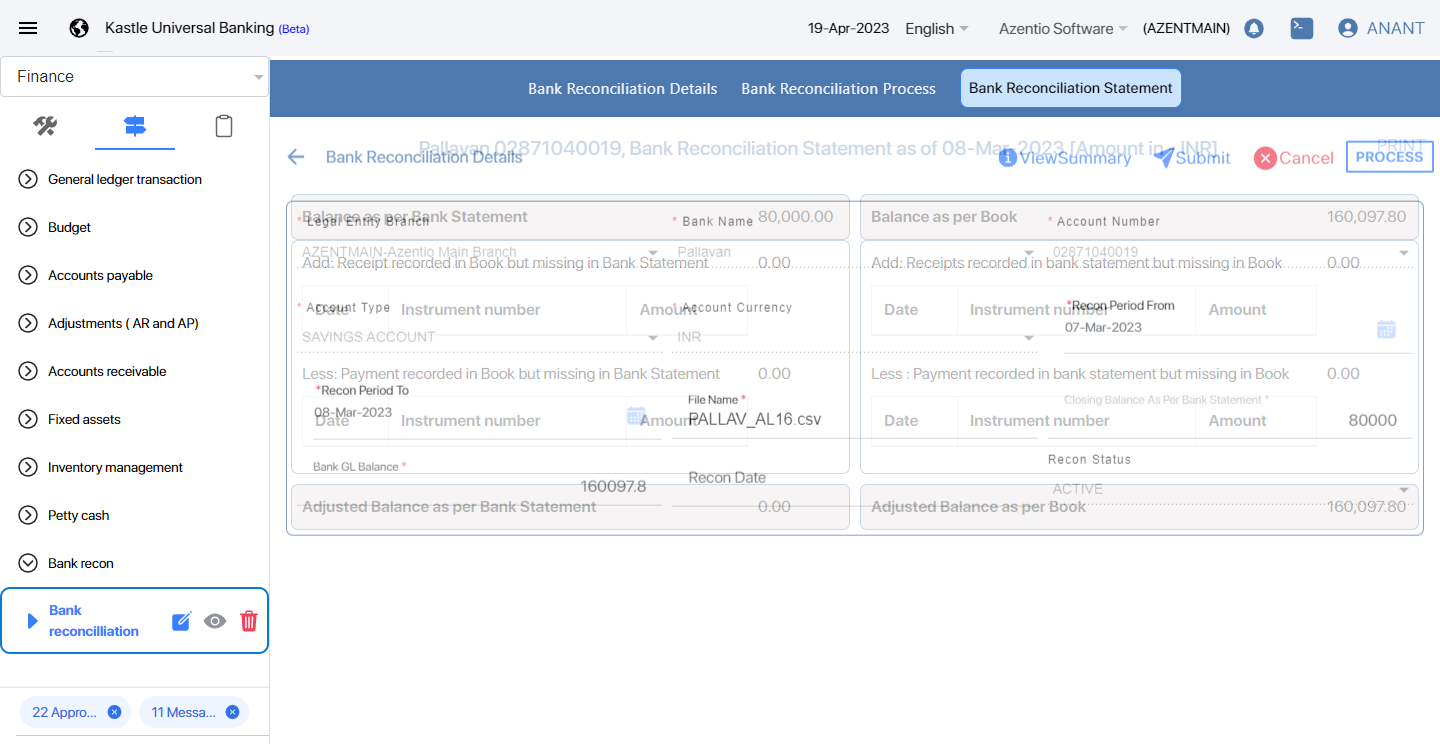 Kastle Universal Banking (Beta)
19-Apr-2023 English Azentio Software (AZENTMAIN) ANANT
Finance
Bank Reconciliation Details Bank Reconciliation Process Bank Reconciliation Statement
General ledger transaction
Budget
Accounts payable
Adjustments ( AR and AP)
Accounts receivable
Fixed assets
Inventory management
Petty cash
Bank recon
Bank
reconcilliation
22 Appro... 11 Messa...
Pallavan 02871040019, Bank Reconciliation Statement as of 08-Mar-2023 [Amount in - INR] PRINT
Bank Reconciliation Details ViewSummary Submit Cancel PROCESS
Balance as per Bank Statement 80,000.00 Balance as per Book 160,097.80
* Legal Entity Branch * Bank Name * Account Number
AZENTMAIN-Azentio Main Branch Pallavan 02871040019
Add: Receipt recorded in Book but missing in Bank Statement 0.00 Add: Receipts recorded in bank statement but missing in Book 0.00
* Account Type * Account Currency *Recon Period From
Date Instrument number Amount Date Instrument number Amount
07-Mar-2023
SAVINGS ACCOUNT INR
Less: Payment recorded in Book but missing in Bank Statement 0.00 Less : Payment recorded in bank statement but missing in Book 0.00
*Recon Period To File Name * Closing Balance As Per Bank Statement *
08-Mar-2023 PALLAV_AL16.csv 80000
Date Instrument number Amount Date Instrument number Amount
Bank GL Balance * Recon Date Recon Status
160097.8 ACTIVE
Adjusted Balance as per Bank Statement 0.00 Adjusted Balance as per Book 160,097.80